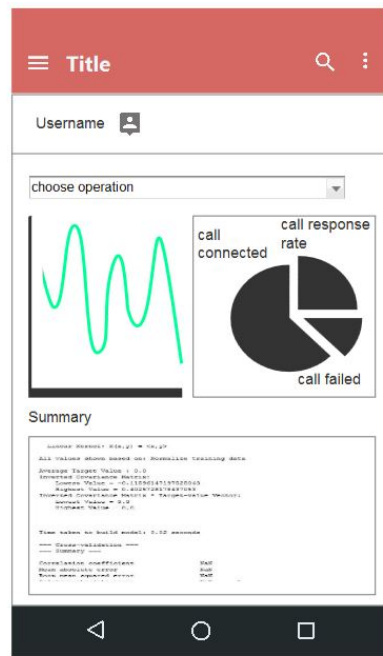 Title
Username
choose operation
call connected
call response rate
call failed
Summary
Linear Kernel: K(x,y) = <x,y>
All values shown based on: Normalize training data
Average Target Value : 0.0
Inverted Covariance Matrix:
Lowest Value =
Highest Value =
Inverted Covariance Matrix * Target-value Vector:
Lowest Value = 0.0
Highest Value = 0.0
Time taken to build model: 0.02 seconds
=== Cross-validation ===
=== Summary ===
Correlation coefficient NaN
Mean absolute error NaN
Root mean squared error NaN